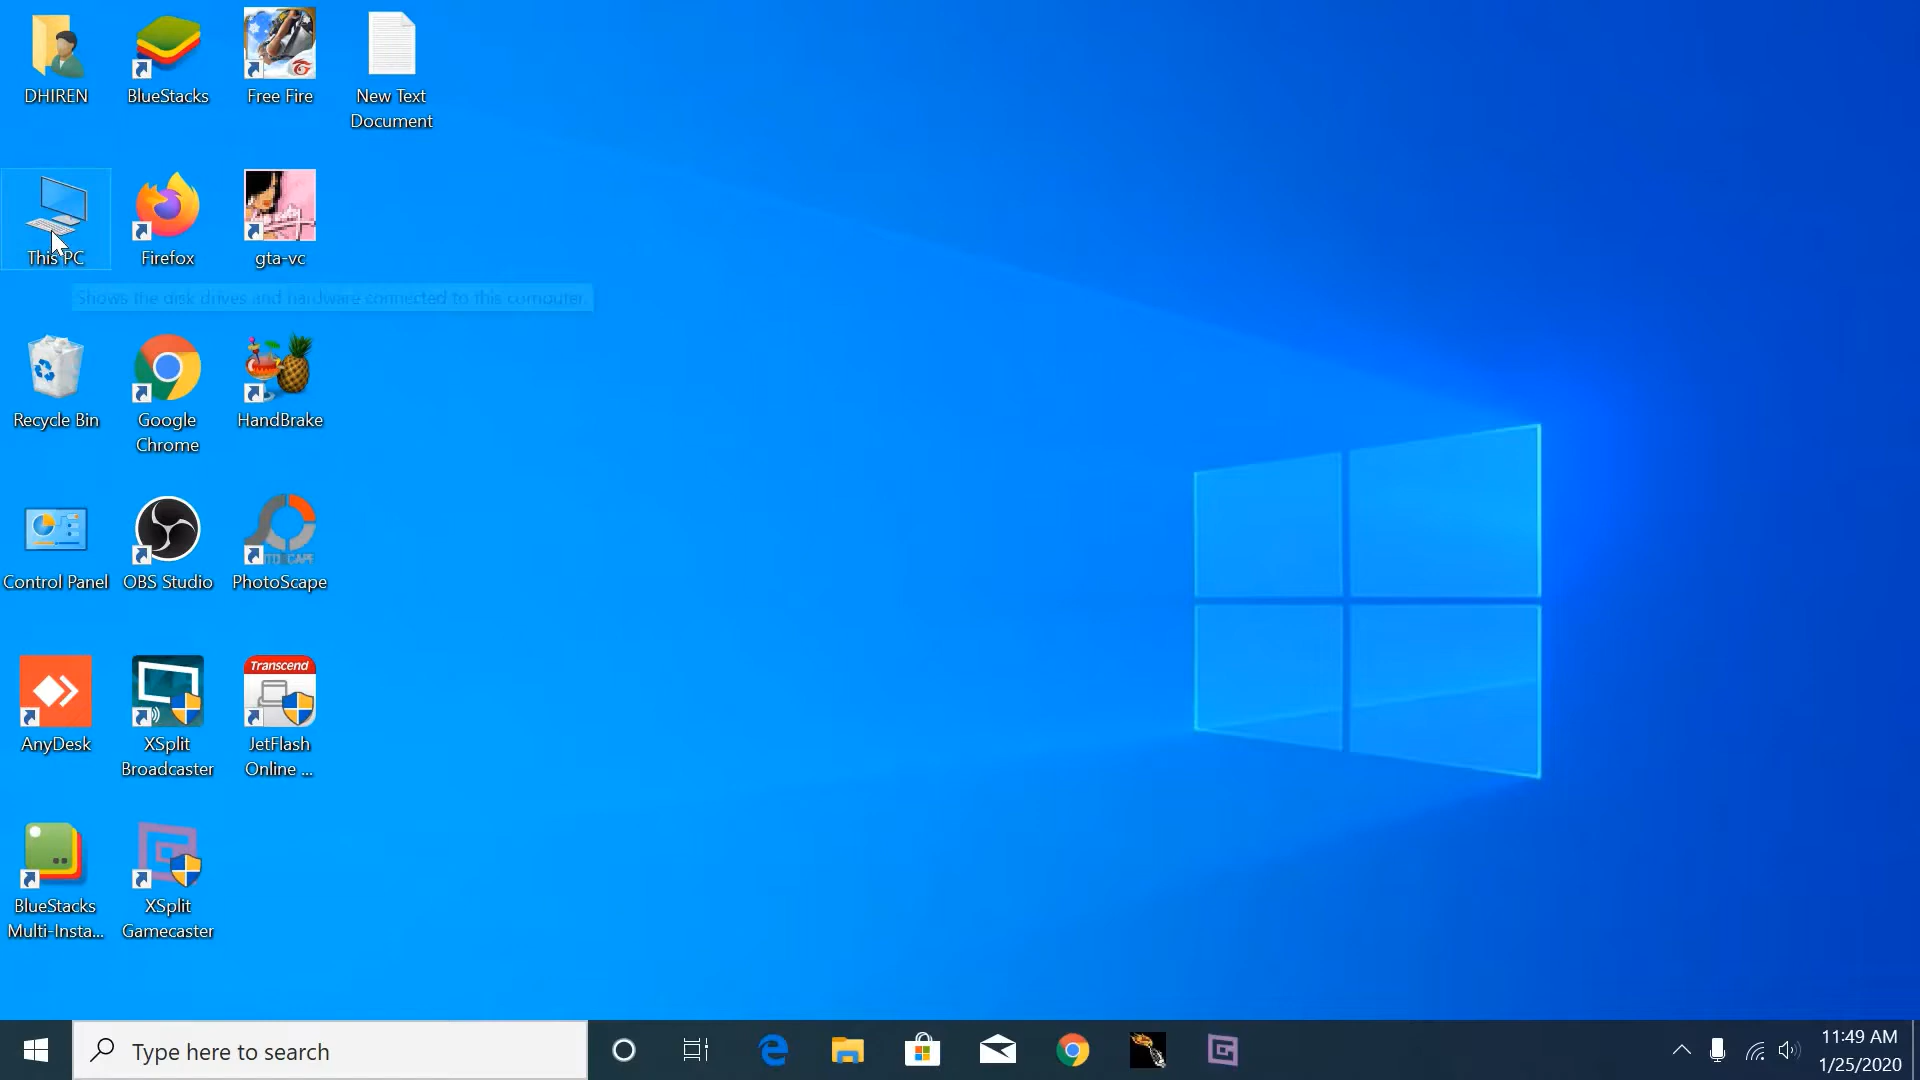 DHIREN
BlueStacks
Free Fire
New Text
Document
This PC
Firefox
gta-vc
Shows the disk drives and hardware connected to this computer.
Recycle Bin
Google
Chrome
HandBrake
Control Panel
OBS Studio
PhotoScape
Transcend
AnyDesk
XSplit
Broadcaster
JetFlash
Online ...
BlueStacks
Multi-Insta...
XSplit
Gamecaster
Type here to search
11:49 AM
1/25/2020